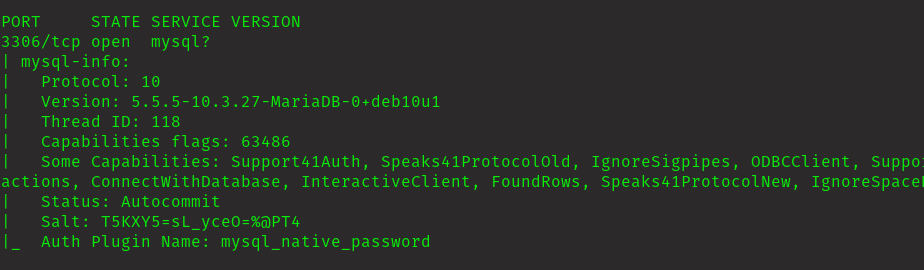 PORT     STATE SERVICE VERSION
3306/tcp open  mysql?
| mysql-info:
|   Protocol: 10
|   Version: 5.5.5-10.3.27-MariaDB-0+deb10u1
|   Thread ID: 118
|   Capabilities flags: 63486
|   Some Capabilities: Support41Auth, Speaks41ProtocolOld, IgnoreSigpipes, ODBCClient,
actions, ConnectWithDatabase, InteractiveClient, FoundRows, Speaks41ProtocolNew,
|   Status: Autocommit
|   Salt: T5KXY5=sL_yceO=%@PT4
|_  Auth Plugin Name: mysql_native_password